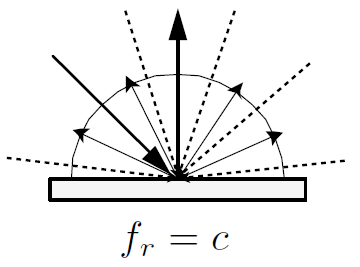 f_r = c